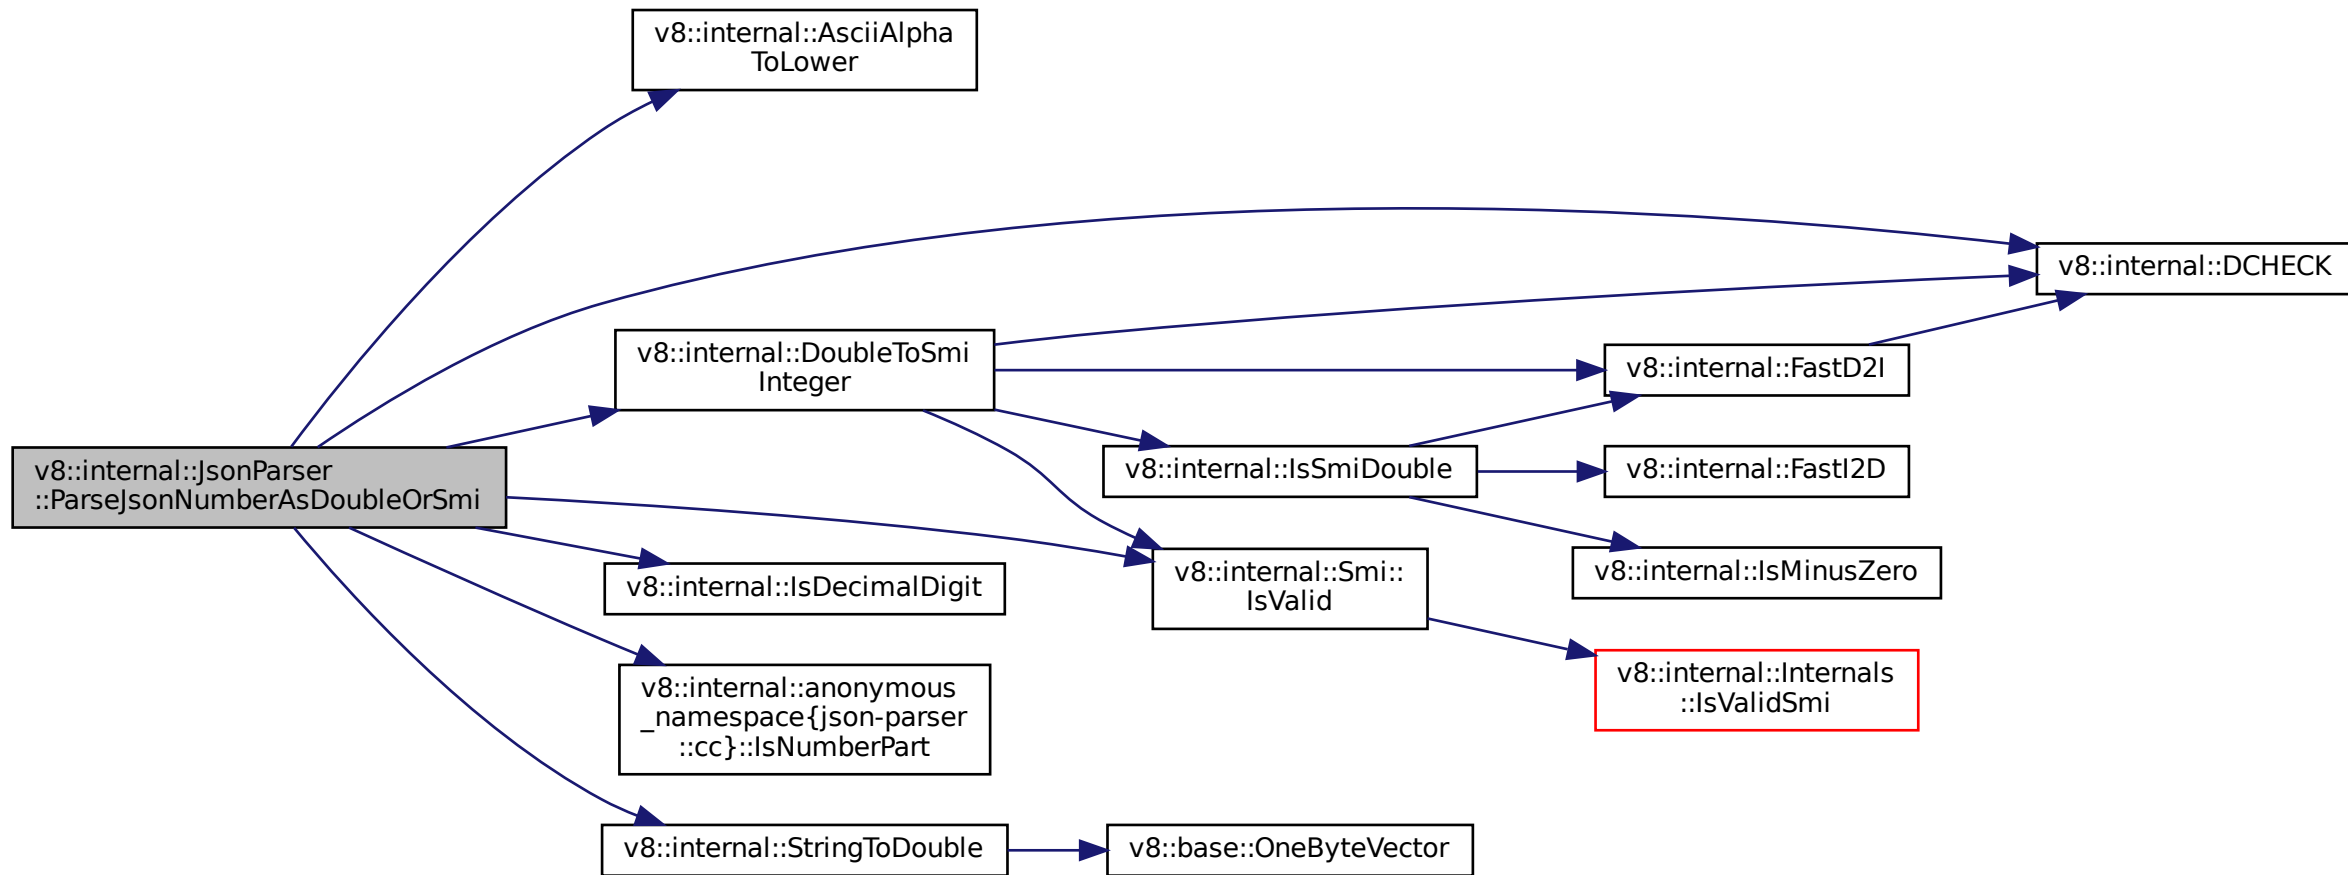 v8::internal::AsciiAlpha
ToLower
v8::internal::DCHECK
v8::internal::DoubleToSmi
Integer
v8::internal::FastD2I
v8::internal::JsonParser
::ParseJsonNumberAsDoubleOrSmi
v8::internal::IsSmiDouble
v8::internal::FastI2D
v8::internal::IsDecimalDigit
v8::internal::Smi::
IsValid
v8::internal::IsMinusZero
v8::internal::anonymous
_namespace{json-parser
::cc}::IsNumberPart
v8::internal::Internals
::IsValidSmi
v8::internal::StringToDouble
v8::base::OneByteVector